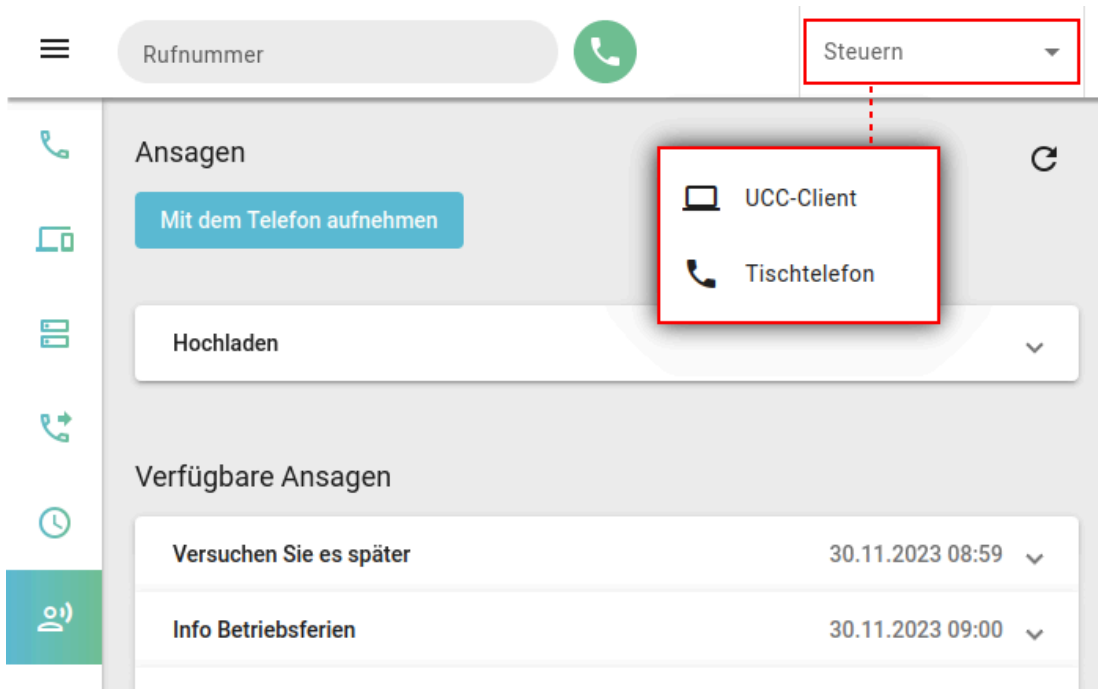 Rufnummer
Steuern
Ansagen
Mit dem Telefon aufnehmen
UCC-Client
Tischtelefon
Hochladen
Verfügbare Ansagen
Versuchen Sie es später 30.11.2023 08:59
Info Betriebsferien 30.11.2023 09:00